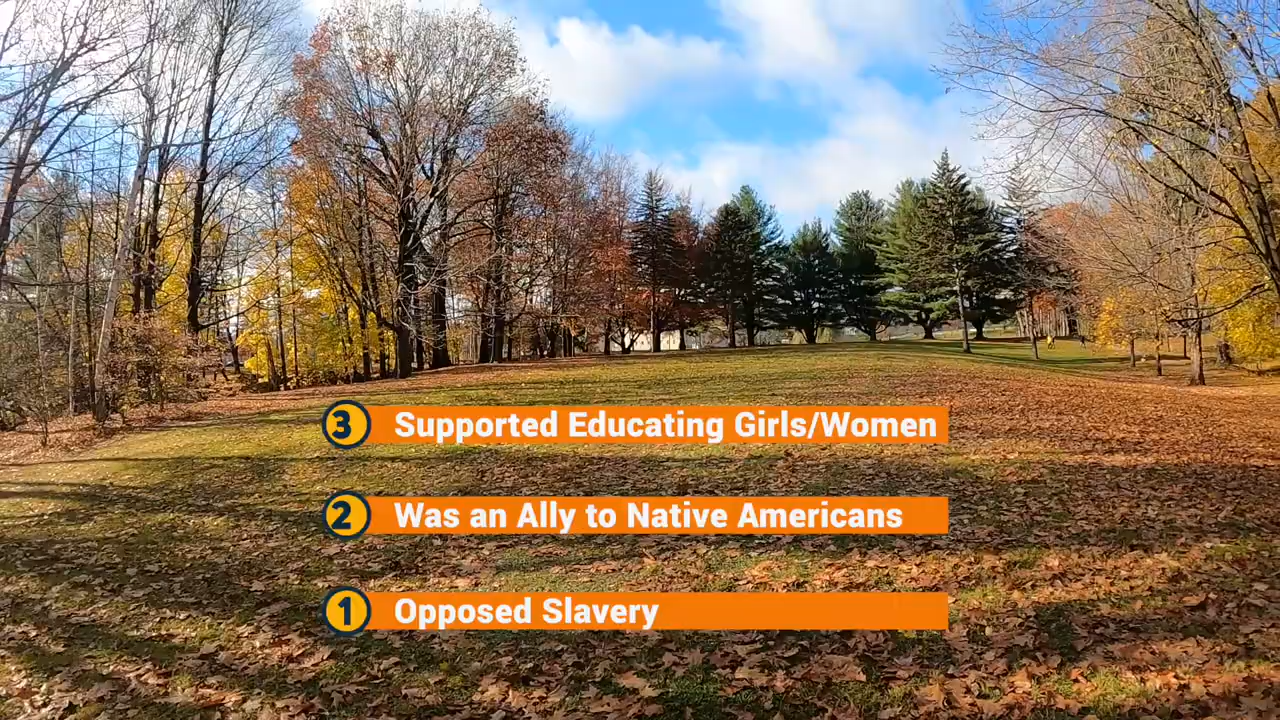 3 Supported Educating Girls/Women
2 Was an Ally to Native Americans
1 Opposed Slavery